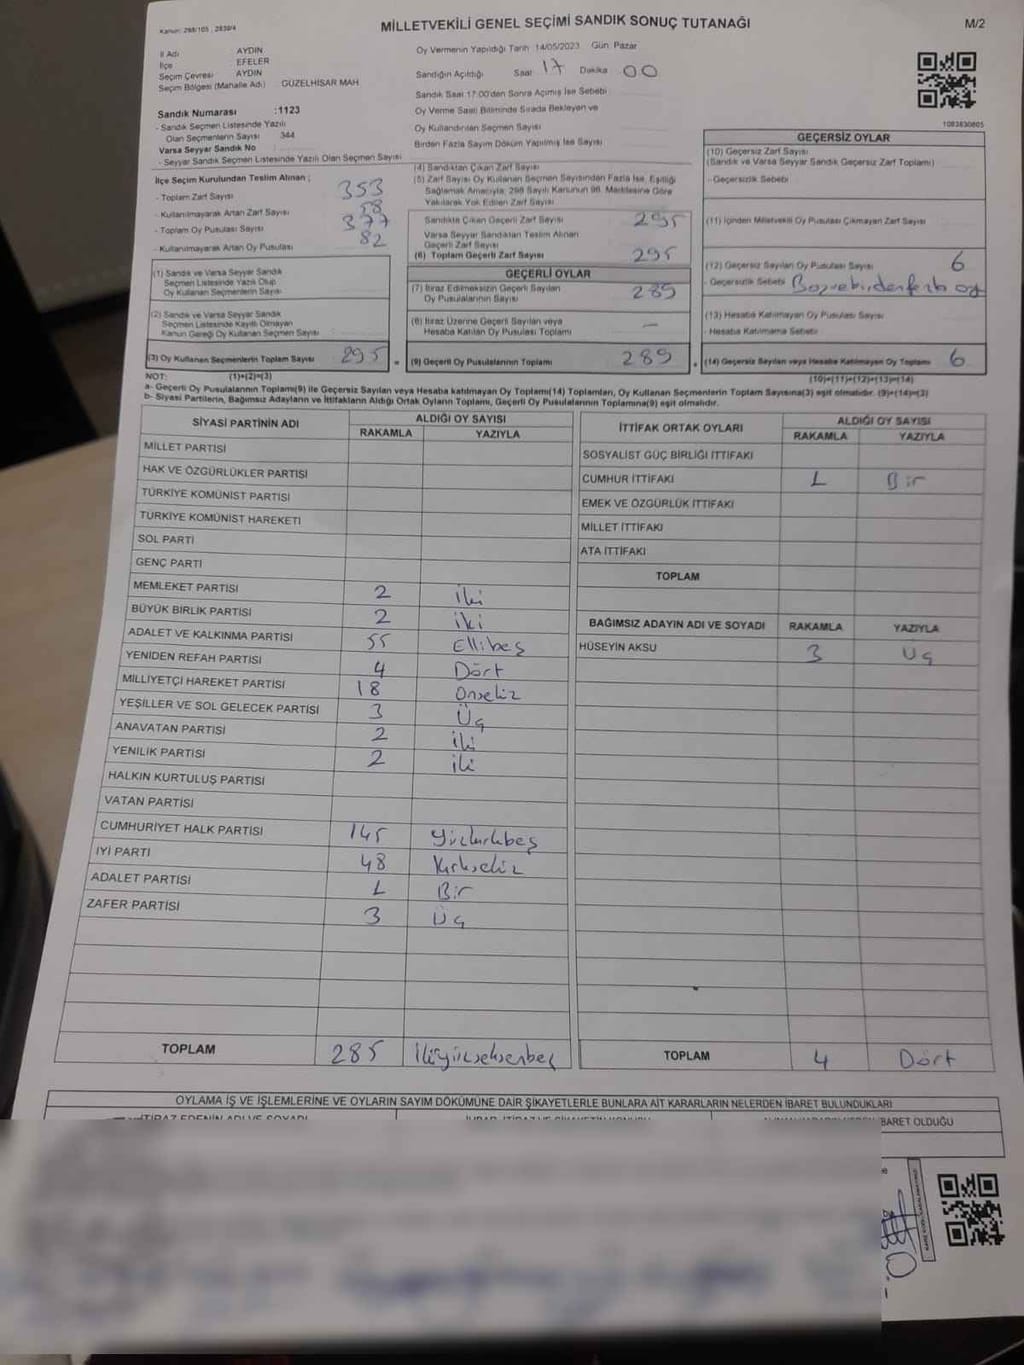 Kanun: 298/105, 2839/4
MİLLETVEKİLİ GENEL SEÇİMİ SANDIK SONUÇ TUTANAĞI
M/2
İl Adı AYDIN
İlçe EFELER
Seçim Çevresi AYDIN
Seçim Bölgesi (Mahalle Adı) GÜZELHİSAR MAH
Sandık Numarası :1123
- Sandık Seçmen Listesinde Yazılı
Olan Seçmenlerin Sayısı 344
Varsa Seyyar Sandık No
- Seyyar Sandık Seçmen Listesinde Yazılı Olan Seçmen Sayısı
Oy Vermenin Yapıldığı Tarih 14/05/2023 Gün: Pazar
Sandığın Açıldığı Saat 17 Dakika 00
Sandık Saat 17:00'den Sonra Açımış İse Sebebi
Oy Verme Saati Bitiminde Sırada Bekleyen ve
Oy Kullandırılan Seçmen Sayısı
Birden Fazla Sayım Döküm Yapılmış İse Sayısı
1083830605
İlçe Seçim Kurulundan Teslim Alınan ;
- Toplam Zarf Sayısı 353
- Kullanılmayarak Artan Zarf Sayısı 58
- Toplam Oy Pusulası Sayısı 377
- Kullanılmayarak Artan Oy Pusulası 82
(1) Sandık ve Varsa Seyyar Sandık
Seçmen Listesinde Yazılı Olup
Oy Kullanan Seçmenlerin Sayısı
(2) Sandık ve Varsa Seyyar Sandık
Seçmen Listesinde Kayıtlı Olmayan
Kanun Gereği Oy Kullanan Seçmen Sayısı
(3) Oy Kullanan Seçmenlerin Toplam Sayısı 295 =
(1)+(2)=(3)
(4) Sandıktan Çıkan Zarf Sayısı
(5) Zarf Sayısı Oy Kullanan Seçmen Sayısından Fazla İse, Eşitliği
Sağlamak Amacıyla, 298 Sayılı Kanunun 98. Maddesine Göre
Yakılarak Yok Edilen Zarf Sayısı
Sandıkta Çıkan Geçerli Zarf Sayısı 295
Varsa Seyyar Sandıktan Teslim Alınan
Geçerli Zarf Sayısı
(6) Toplam Geçerli Zarf Sayısı 295
GEÇERLİ OYLAR
(7) İtiraz Edilmeksizin Geçerli Sayılan
Oy Pusulalarının Sayısı 289
(8) İtiraz Üzerine Geçerli Sayılan veya
Hesaba Katılan Oy Pusulası Toplamı —
(9) Geçerli Oy Pusulalarının Toplamı 289 +
GEÇERSİZ OYLAR
(10) Geçersiz Zarf Sayısı
(Sandık ve Varsa Seyyar Sandık Geçersiz Zarf Toplamı)
- Geçersizlik Sebebi
(11) İçinden Milletvekili Oy Pusulası Çıkmayan Zarf Sayısı
(12) Geçersiz Sayılan Oy Pusulası Sayısı 6
- Geçersizlik Sebebi
(13) Hesaba Katılmayan Oy Pusulası Sayısı
- Hesaba Katılmama Sebebi
(14) Geçersiz Sayılan veya Hesaba Katılmayan Oy Toplamı 6
(10)+(11)+(12)+(13)=(14)
NOT:
a- Geçerli Oy Pusulalarının Toplamı(9) ile Geçersiz Sayılan veya Hesaba katılmayan Oy Toplamı(14) Toplamları, Oy Kullanan Seçmenlerin Toplam Sayısına(3) eşit olmalıdır. (9)+(14)=(3)
b- Siyasi Partilerin, Bağımsız Adayların ve İttifakların Aldığı Ortak Oyların Toplamı, Geçerli Oy Pusulalarının Toplamına(9) eşit olmalıdır.
SİYASİ PARTİNİN ADI ALDIĞI OY SAYISI
RAKAMLA YAZIYLA
MİLLET PARTİSİ
HAK VE ÖZGÜRLÜKLER PARTİSİ
TÜRKİYE KOMÜNİST PARTİSİ
TÜRKİYE KOMÜNİST HAREKETİ
SOL PARTİ
GENÇ PARTİ
MEMLEKET PARTİSİ 2 İki
BÜYÜK BİRLİK PARTİSİ 2 İki
ADALET VE KALKINMA PARTİSİ 55 Ellibeş
YENİDEN REFAH PARTİSİ 4 Dört
MİLLİYETÇİ HAREKET PARTİSİ 18 Onsekiz
YEŞİLLER VE SOL GELECEK PARTİSİ 3 Üç
ANAVATAN PARTİSİ 2 İki
YENİLİK PARTİSİ 2 iki
HALKIN KURTULUŞ PARTİSİ
VATAN PARTİSİ
CUMHURİYET HALK PARTİSİ 145 Yüzkırkbeş
İYİ PARTİ 48 Kırksekiz
ADALET PARTİSİ 1 Bir
ZAFER PARTİSİ 3 Üç
TOPLAM 285 İkiyüzseksenbeş
İTTİFAK ORTAK OYLARI ALDIĞI OY SAYISI
RAKAMLA YAZIYLA
SOSYALİST GÜÇ BİRLİĞİ İTTİFAKI
CUMHUR İTTİFAKI 1 Bir
EMEK VE ÖZGÜRLÜK İTTİFAKI
MİLLET İTTİFAKI
ATA İTTİFAKI
TOPLAM
BAĞIMSIZ ADAYIN ADI VE SOYADI RAKAMLA YAZIYLA
HÜSEYİN AKSU 3 Üç
TOPLAM 4 Dört
OYLAMA İŞ VE İŞLEMLERİNE VE OYLARIN SAYIM DÖKÜMÜNE DAİR ŞİKAYETLERLE BUNLARA AİT KARARLARIN NELERDEN İBARET BULUNDUKLARI
İTİRAZ EDENİN ADI VE SOYADI
BARET OLDUĞU